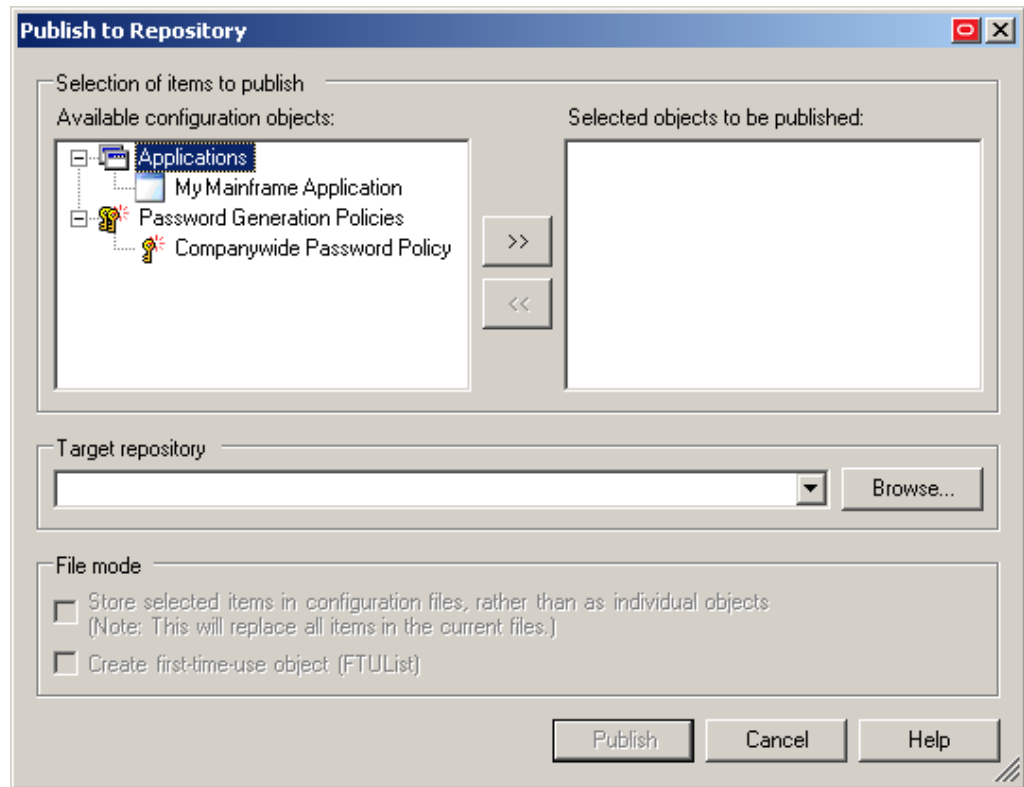 Publish to Repository
Selection of items to publish
Available configuration objects:
Selected objects to be published:
Applications
My Mainframe Application
Password Generation Policies
Companywide Password Policy
>>
<<
Target repository
Browse...
File mode
Store selected items in configuration files, rather than as individual objects
(Note: This will replace all items in the current files.)
Create first-time-use object (FTUList)
Publish
Cancel
Help